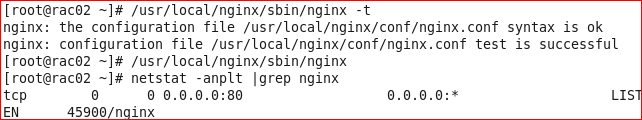 [root@rac02 ~]# /usr/local/nginx/sbin/nginx -t
nginx: the configuration file /usr/local/nginx/conf/nginx.conf syntax is ok
nginx: configuration file /usr/local/nginx/conf/nginx.conf test is successful
[root@rac02 ~]# /usr/local/nginx/sbin/nginx
[root@rac02 ~]# netstat -anplt |grep nginx
tcp        0      0 0.0.0.0:80                  0.0.0.0:*                   LIST
EN      45900/nginx